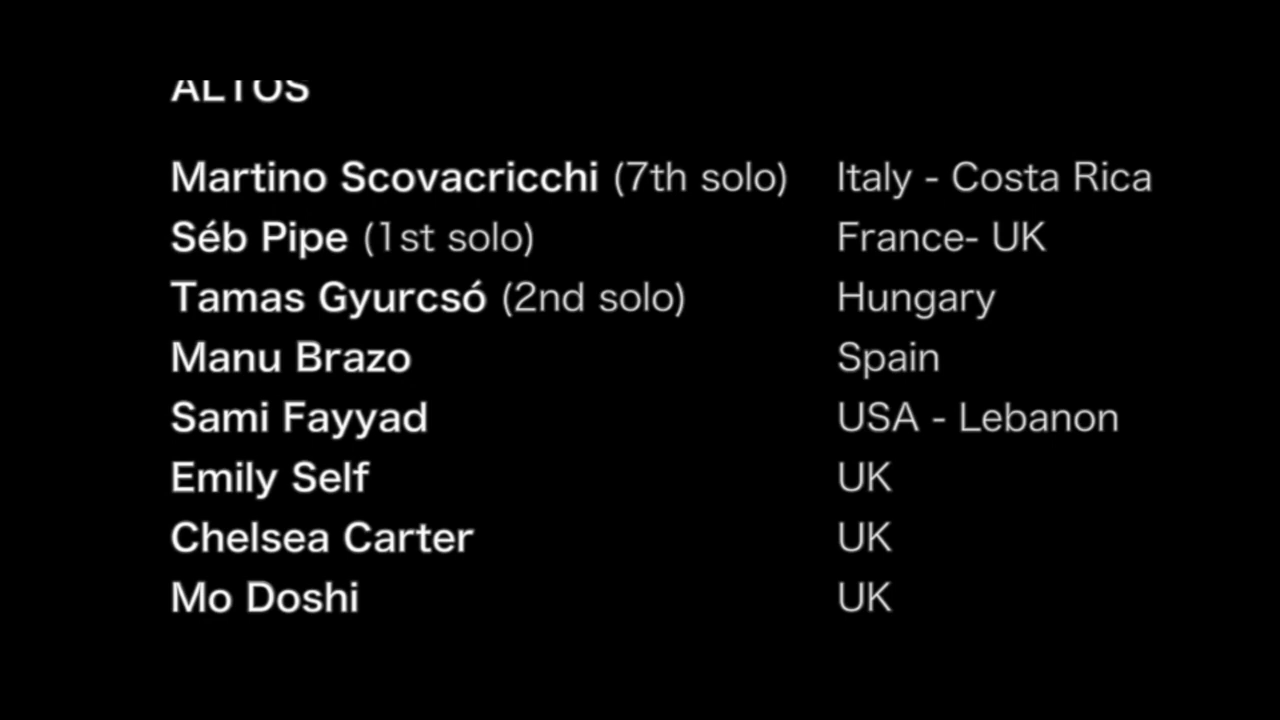 ALTOS
Martino Scovacricchi (7th solo) Italy - Costa Rica
Séb Pipe (1st solo) France- UK
Tamas Gyurcsó (2nd solo) Hungary
Manu Brazo Spain
Sami Fayyad USA - Lebanon
Emily Self UK
Chelsea Carter UK
Mo Doshi UK